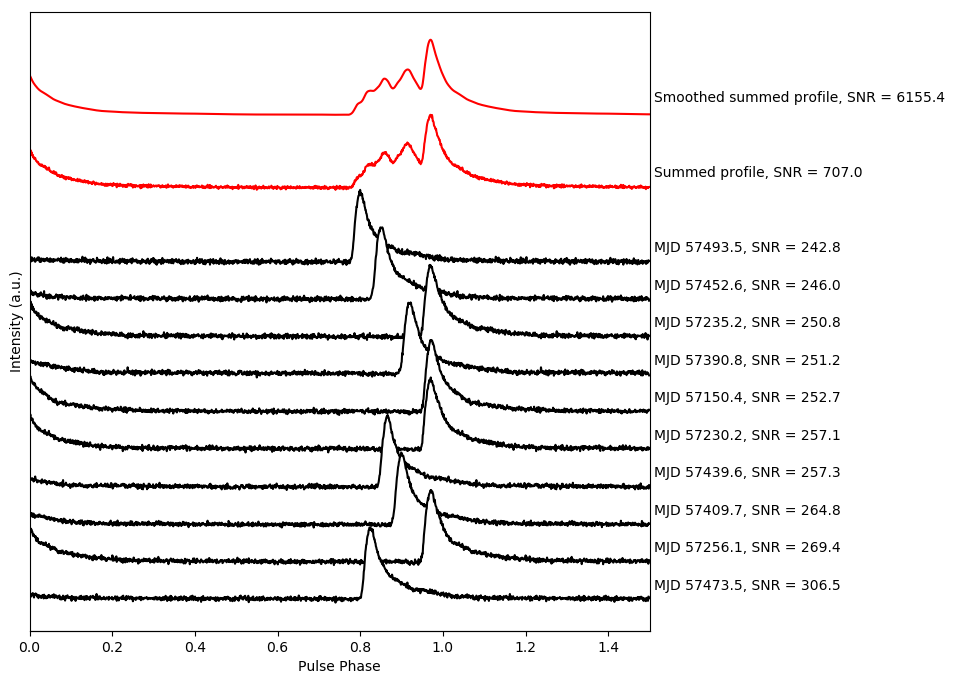 Smoothed summed profile, SNR = 6155.4
Summed profile, SNR = 707.0
MJD 57493.5, SNR = 242.8
MJD 57452.6, SNR = 246.0
MJD 57235.2, SNR = 250.8
MJD 57390.8, SNR = 251.2
MJD 57150.4, SNR = 252.7
MJD 57230.2, SNR = 257.1
MJD 57439.6, SNR = 257.3
MJD 57409.7, SNR = 264.8
MJD 57256.1, SNR = 269.4
MJD 57473.5, SNR = 306.5
Intensity (a.u.)
0.0 0.2 0.4 0.6 0.8 1.0 1.2 1.4
Pulse Phase